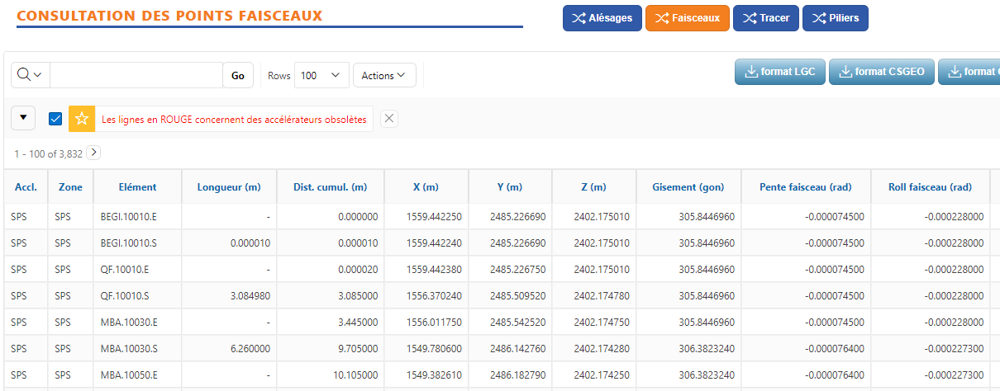 CONSULTATION DES POINTS FAISCEAUX
Alésages Faisceaux Tracer Piliers
Go Rows 100 Actions format LGC format CSGEO format
Les lignes en ROUGE concernent des accélérateurs obsolètes
1 - 100 of 3,832
Accl. Zone Elément Longueur (m) Dist. cumul. (m) X (m) Y (m) Z (m) Gisement (gon) Pente faisceau (rad) Roll faisceau (rad)
SPS SPS BEGI.10010.E - 0.000000 1559.442250 2485.226690 2402.175010 305.8446960 -0.000074500 -0.000228000
SPS SPS BEGI.10010.S 0.000010 0.000010 1559.442240 2485.226690 2402.175010 305.8446960 -0.000074500 -0.000228000
SPS SPS QF.10010.E - 0.000020 1559.442380 2485.226750 2402.175010 305.8446960 -0.000074500 -0.000228000
SPS SPS QF.10010.S 3.084980 3.085000 1556.370240 2485.509520 2402.174780 305.8446960 -0.000074500 -0.000228000
SPS SPS MBA.10030.E - 3.445000 1556.011750 2485.542520 2402.174750 305.8446960 -0.000074500 -0.000228000
SPS SPS MBA.10030.S 6.260000 9.705000 1549.780600 2486.142760 2402.174280 306.3823240 -0.000076400 -0.000227300
SPS SPS MBA.10050.E - 10.105000 1549.382610 2486.182790 2402.174250 306.3823240 -0.000076400 -0.000227300